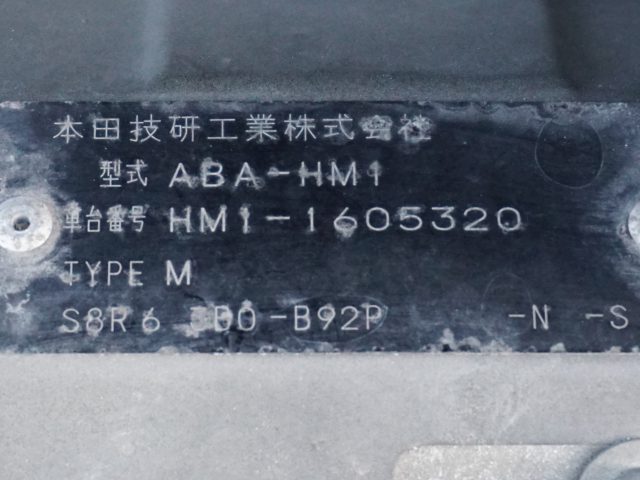 本田技研工業株式会社
型式 ABA-HM1
車台番号 HM1-1605320
TYPE M
S8R6 -B92P -N -S